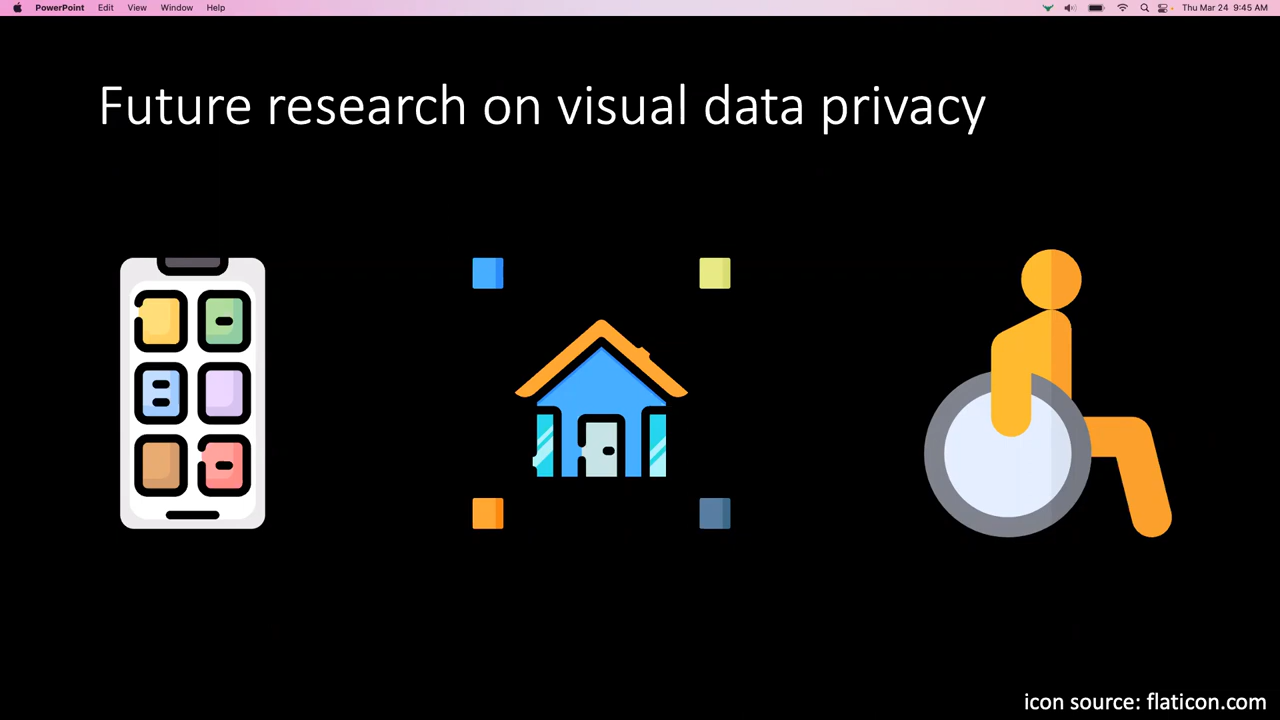 PowerPoint Edit View Window Help Thu Mar 24 9:45 AM
Future research on visual data privacy
icon source: flaticon.com